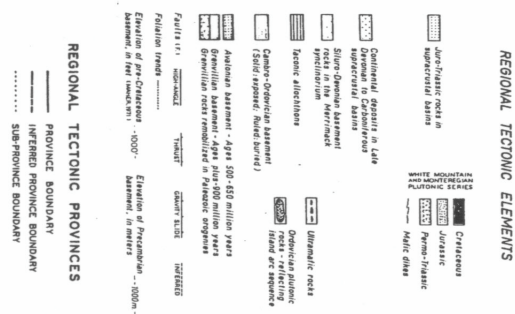 REGIONAL TECTONIC ELEMENTS
Juro-Triassic rocks in
supracrustal basins
Continental deposits in Late
Devonian to Carboniferous
supracrustal basins
Siluro-Devonian basement
rocks in the Merrimack
synclinorium
Taconic allochthons
Cambro-Ordovician basement
(Solid: exposed, Ruled: buried)
Avalonian basement - Ages 500-650 million years
Grenvillian basement - Ages plus-900 million years
Grenvillian rocks remobilized in Paleozoic orogenies
WHITE MOUNTAIN
AND MONTEREGIAN
PLUTONIC SERIES
Cretaceous
Jurassic
Permo-Triassic
Mafic dikes
Ultramafic rocks
Ordovician plutonic
rocks - reflecting
island arc sequence
Faults HIGH-ANGLE THRUST GRAVITY SLIDE INFERRED
Foliation trends
Elevation of pre-Cretaceous
basement, in feet -1000'-
Elevation of Precambrian
basement, in meters -1000m-
REGIONAL TECTONIC PROVINCES
PROVINCE BOUNDARY
INFERRED PROVINCE BOUNDARY
SUB-PROVINCE BOUNDARY